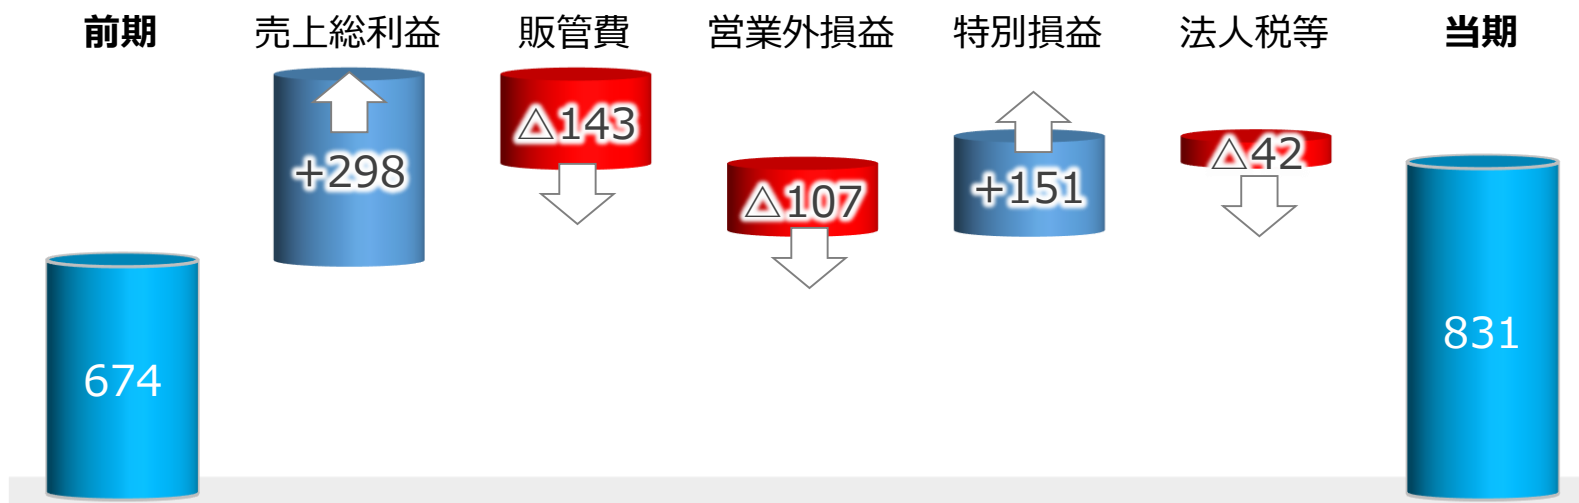 前期 売上総利益 販管費 営業外損益 特別損益 法人税等 当期
674 +298 △143 △107 +151 △42 831